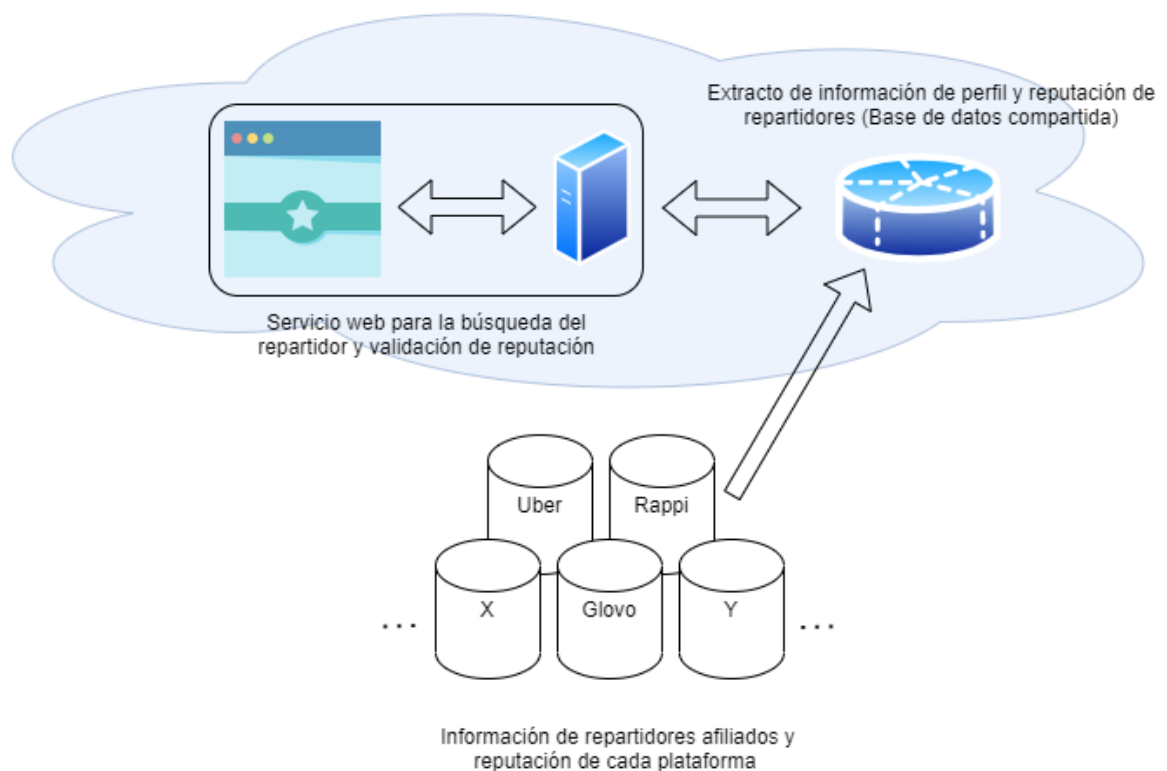 Extracto de información de perfil y reputación de
repartidores (Base de datos compartida)
Servicio web para la búsqueda del
repartidor y validación de reputación
Uber
Rappi
X
Glovo
Y
...
...
Información de repartidores afiliados y
reputación de cada plataforma